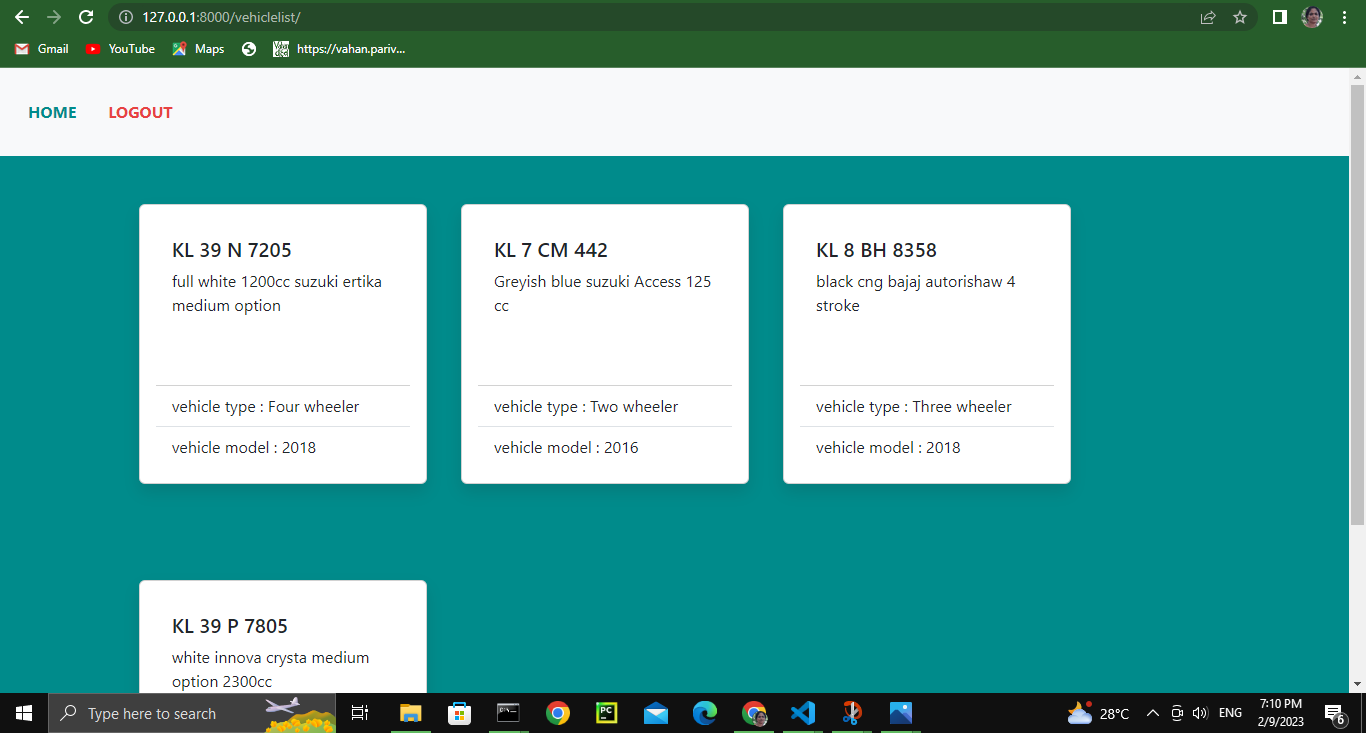 127.0.0.1:8000/vehiclelist/
Gmail YouTube Maps https://vahan.pariv...
HOME LOGOUT
KL 39 N 7205
full white 1200cc suzuki ertika
medium option
vehicle type : Four wheeler
vehicle model : 2018
KL 7 CM 442
Greyish blue suzuki Access 125
cc
vehicle type : Two wheeler
vehicle model : 2016
KL 8 BH 8358
black cng bajaj autorishaw 4
stroke
vehicle type : Three wheeler
vehicle model : 2018
KL 39 P 7805
white innova crysta medium
option 2300cc
Type here to search
28°C
ENG
7:10 PM
2/9/2023
6